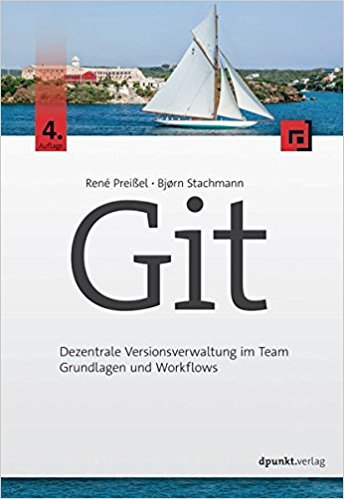 4.
Auflage
René Preißel · Bjørn Stachmann
Git
Dezentrale Versionsverwaltung im Team
Grundlagen und Workflows
dpunkt.verlag